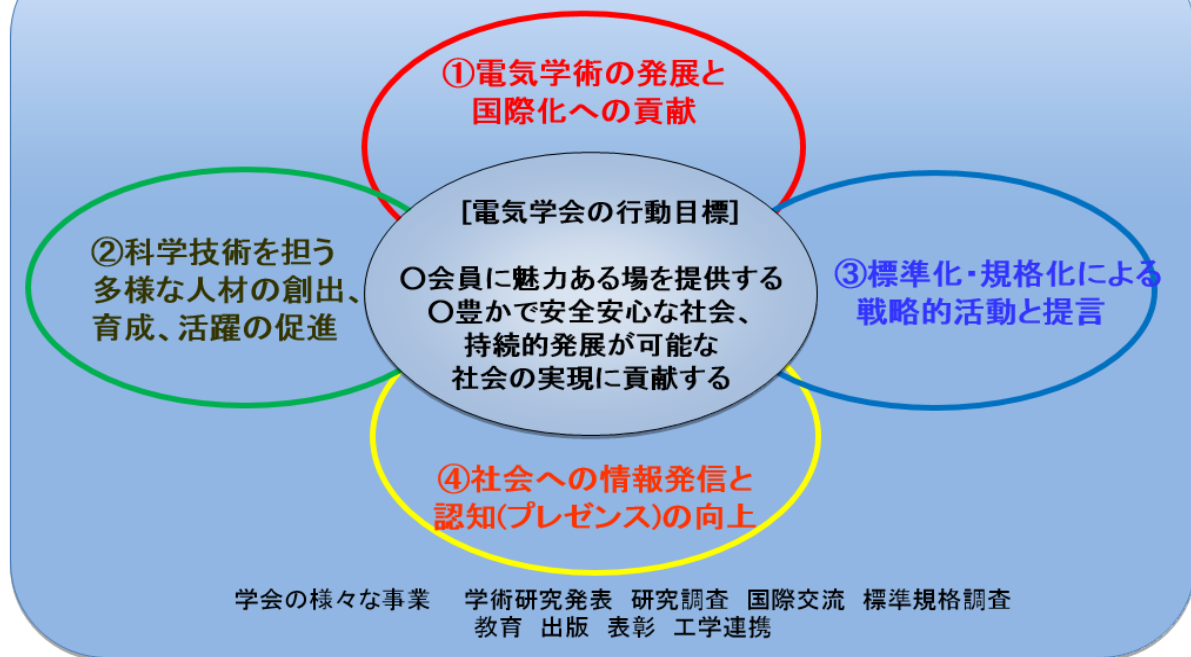 ①電気学術の発展と
国際化への貢献
[電気学会の行動目標]
②科学技術を担う
多様な人材の創出、
育成、活躍の促進
〇会員に魅力ある場を提供する
〇豊かで安全安心な社会、
持続的発展が可能な
社会の実現に貢献する
③標準化・規格化による
戦略的活動と提言
④社会への情報発信と
認知(プレゼンス)の向上
学会の様々な事業　学術研究発表　研究調査　国際交流　標準規格調査
教育　出版　表彰　工学連携